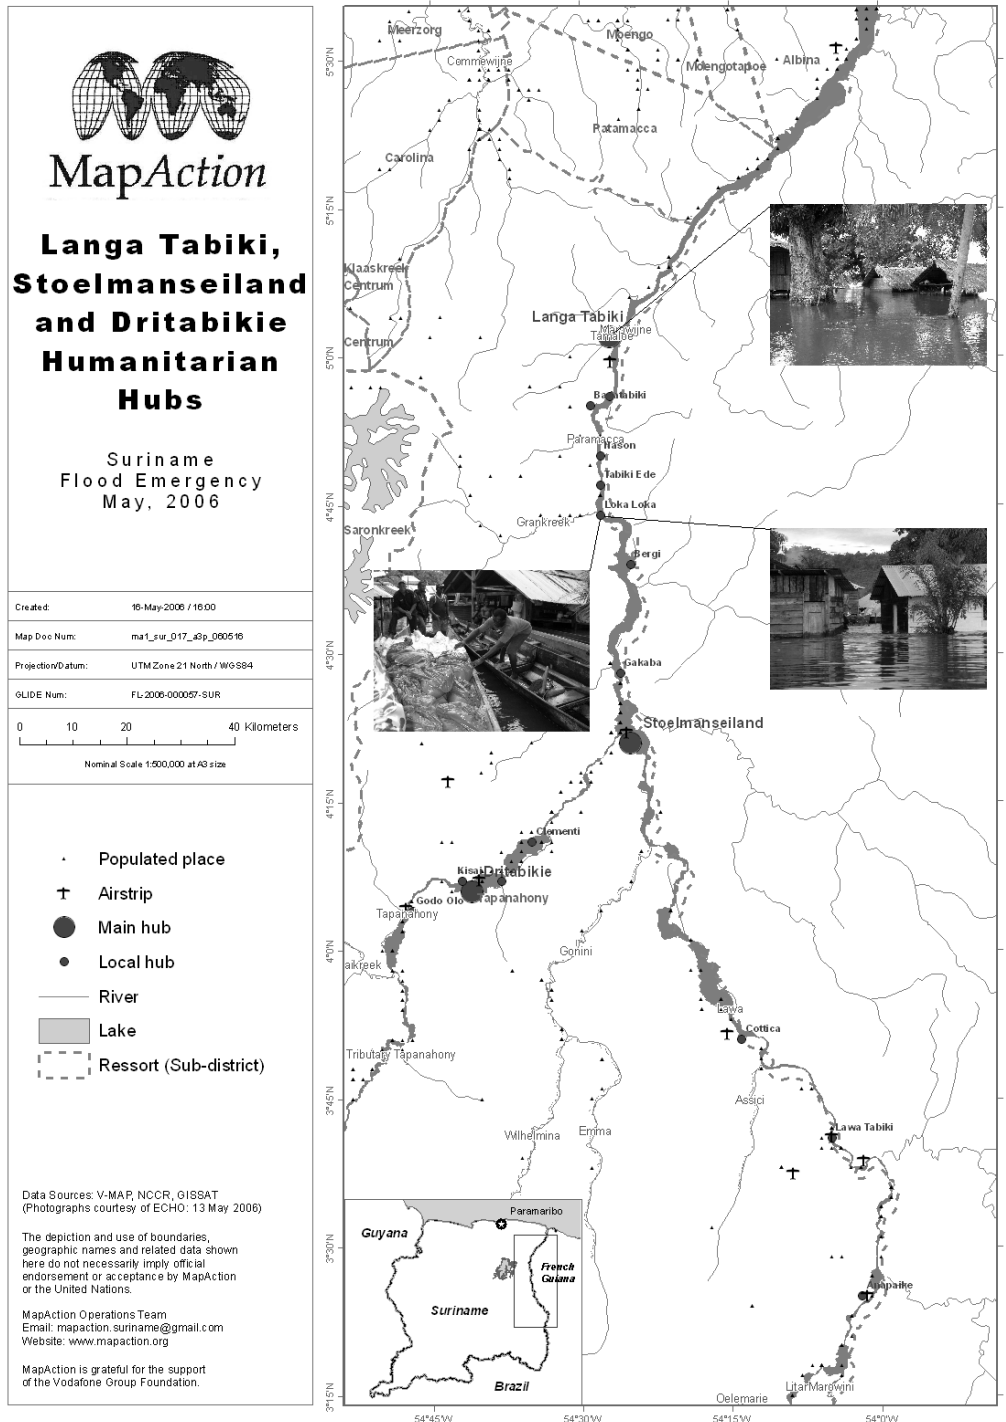 MapAction
Langa Tabiki,
Stoelmanseiland
and Dritabikie
Humanitarian
Hubs
Suriname
Flood Emergency
May, 2006
Created: 16-May-2006 / 16:00
Map Doc Num: ma1_sur_017_a3p_060516
Projection/Datum: UTM Zone 21 North / WGS84
GLIDE Num: FL-2006-000057-SUR
0 10 20 40 Kilometers
Nominal Scale 1:500,000 at A3 size
Populated place
Airstrip
Main hub
Local hub
River
Lake
Ressort (Sub-district)
Data Sources: V-MAP, NCCR, GISSAT
(Photographs courtesy of ECHO: 13 May 2006)
The depiction and use of boundaries,
geographic names and related data shown
here do not necessarily imply official
endorsement or acceptance by MapAction
or the United Nations.
MapAction Operations Team
Email: mapaction.suriname@gmail.com
Website: www.mapaction.org
MapAction is grateful for the support
of the Vodafone Group Foundation.
Meerzorg
Moengo
Commewijne
Moengotapoe
Albina
5°30'N
Patamacca
Carolina
5°15'N
Klaaskreek
Centrum
Langa Tabiki
Marowijne
Tamaloe
Centrum
5°0'N
Paramacca
Nason
Tabiki Ede
4°45'N
Loka Loka
Grankreek
Saronkreek
Bergi
4°30'N
Gakaba
Stoelmanseiland
4°15'N
Clementi
Kisai
Dritabikie
Godo Olo
Tapanahony
Tapanahony
4°0'N
Gonini
aikreek
Lawa
Cottica
Tributary Tapanahony
3°45'N
Assici
Wilhelmina
Emma
Lawa Tabiki
3°30'N
Anapaike
3°15'N
Litani
Marowini
Oelemarie
54°45'W
54°30'W
54°15'W
54°0'W
Paramaribo
Guyana
French
Guiana
Suriname
Brazil